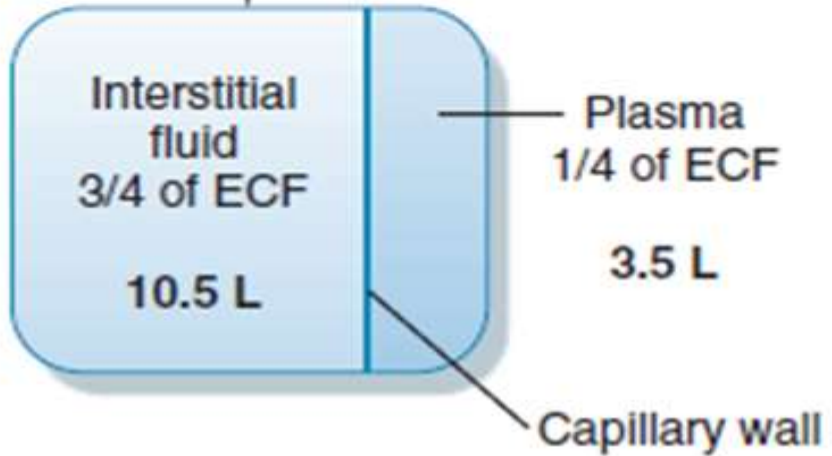 Interstitial
fluid
3/4 of ECF
10.5 L
Plasma
1/4 of ECF
3.5 L
Capillary wall